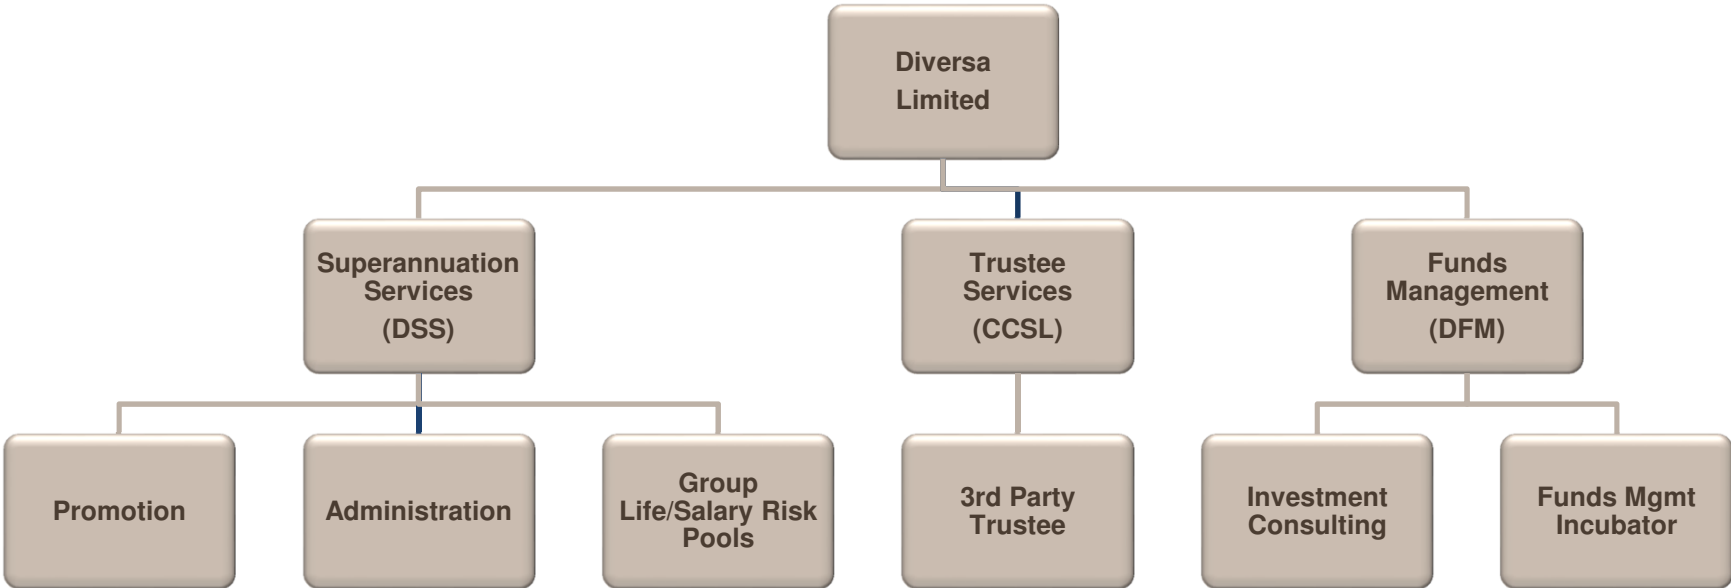 Diversa
Limited
Superannuation
Services
(DSS)
Trustee
Services
(CCSL)
Funds
Management
(DFM)
Promotion
Administration
Group
Life/Salary Risk
Pools
3rd Party
Trustee
Investment
Consulting
Funds Mgmt
Incubator